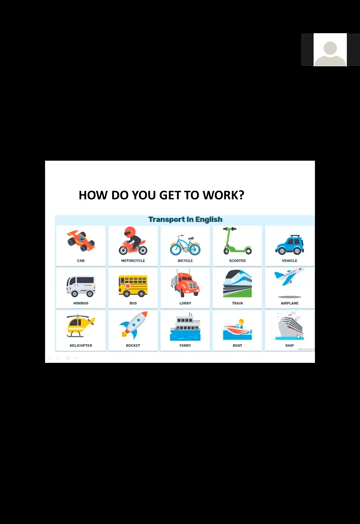 HOW DO YOU GET TO WORK?
Transport In English
CAR MOTORCYCLE BICYCLE SCOOTER VEHICLE
MINIBUS BUS LORRY TRAIN AIRPLANE
HELICOPTER ROCKET FERRY BOAT SHIP